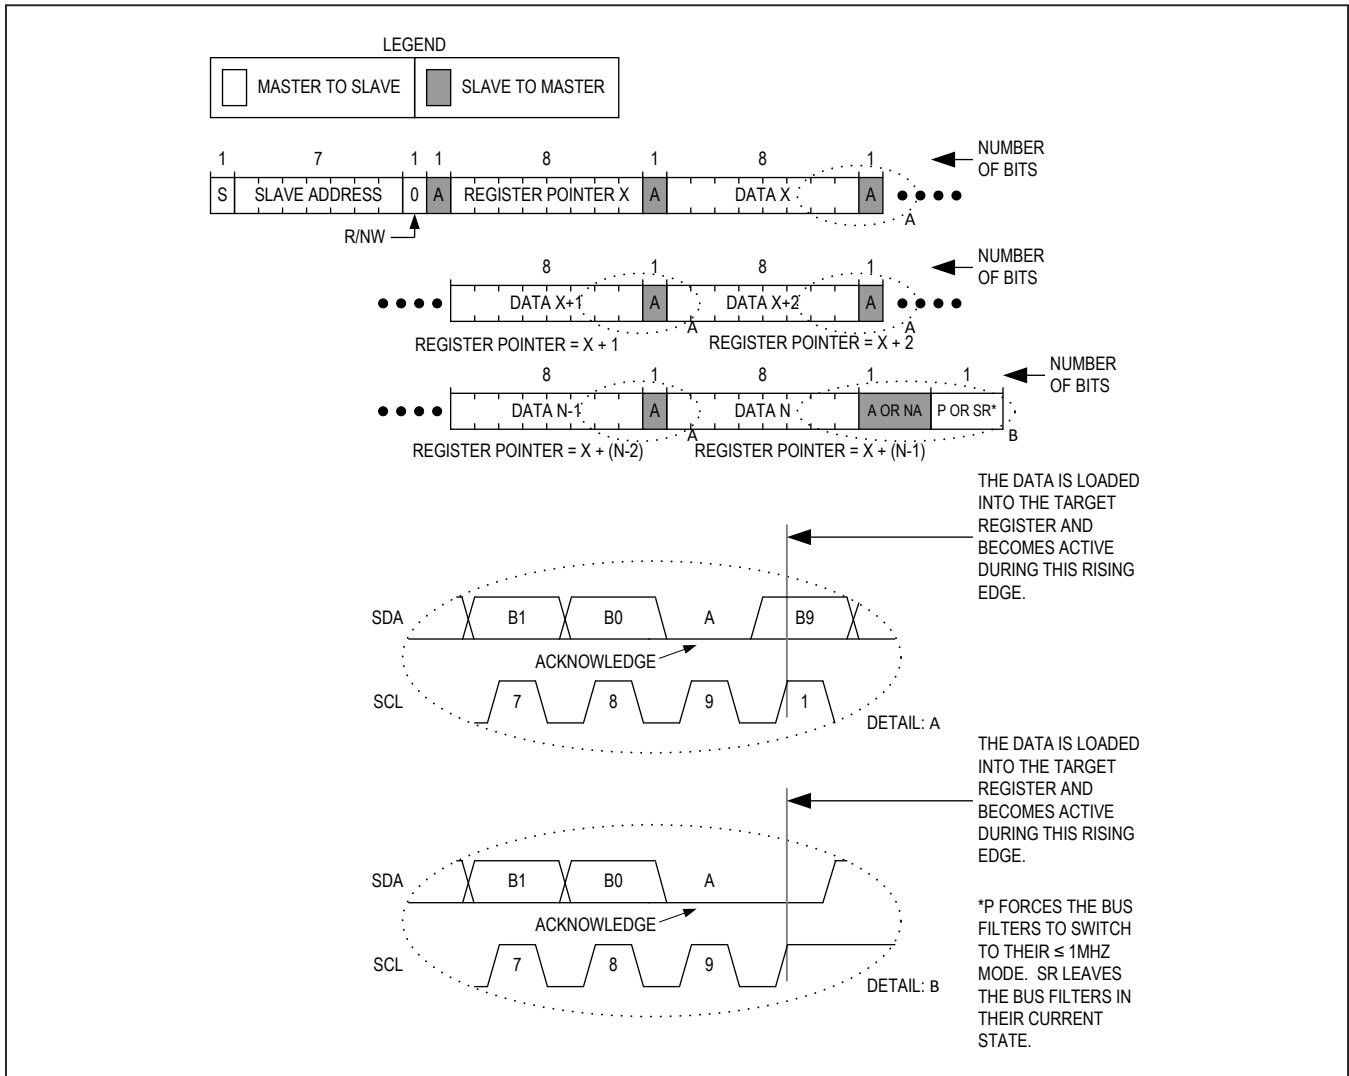 LEGEND
MASTER TO SLAVE
SLAVE TO MASTER
1 7 1 1 8 1 8 1
NUMBER
OF BITS
S SLAVE ADDRESS 0 A REGISTER POINTER X A DATA X A
A
R/NW
8 1 8 1
NUMBER
OF BITS
DATA X+1 A DATA X+2 A
A A
REGISTER POINTER = X + 1 REGISTER POINTER = X + 2
8 1 8 1 1
NUMBER
OF BITS
DATA N-1 A DATA N A OR NA P OR SR*
A B
REGISTER POINTER = X + (N-2) REGISTER POINTER = X + (N-1)
THE DATA IS LOADED
INTO THE TARGET
REGISTER AND
BECOMES ACTIVE
DURING THIS RISING
EDGE.
SDA B1 B0 A B9
ACKNOWLEDGE
SCL 7 8 9 1
DETAIL: A
THE DATA IS LOADED
INTO THE TARGET
REGISTER AND
BECOMES ACTIVE
DURING THIS RISING
EDGE.
SDA B1 B0 A
ACKNOWLEDGE
SCL 7 8 9
DETAIL: B
*P FORCES THE BUS
FILTERS TO SWITCH
TO THEIR ≤ 1MHZ
MODE. SR LEAVES
THE BUS FILTERS IN
THEIR CURRENT
STATE.